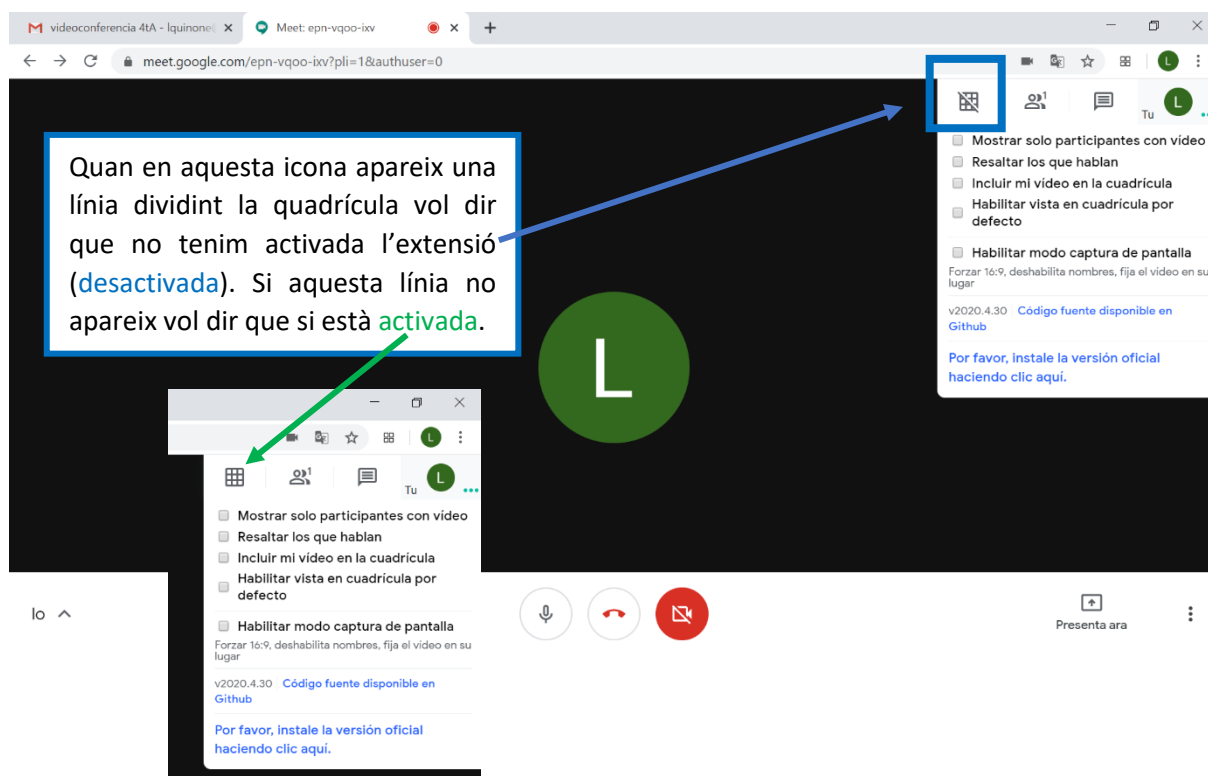 videoconferencia 4tA - lquinone
Meet: epn-vqoo-ixv
meet.google.com/epn-vqoo-ixv?pli=1&authuser=0
L
1
Tu
L
Mostrar solo participantes con vídeo
Resaltar los que hablan
Incluir mi vídeo en la cuadrícula
Habilitar vista en cuadrícula por
defecto
Habilitar modo captura de pantalla
Forzar 16:9, deshabilita nombres, fija el vídeo en su
lugar
v2020.4.30 Código fuente disponible en
Github
Por favor, instale la versión oficial
haciendo clic aquí.
Quan en aquesta icona apareix una
línia dividint la quadrícula vol dir
que no tenim activada l’extensió
(desactivada). Si aquesta línia no
apareix vol dir que si està activada.
L
L
1
Tu
L
Mostrar solo participantes con vídeo
Resaltar los que hablan
Incluir mi vídeo en la cuadrícula
Habilitar vista en cuadrícula por
defecto
Habilitar modo captura de pantalla
Forzar 16:9, deshabilita nombres, fija el vídeo en su
lugar
v2020.4.30 Código fuente disponible en
Github
Por favor, instale la versión oficial
haciendo clic aquí.
lo
Presenta ara